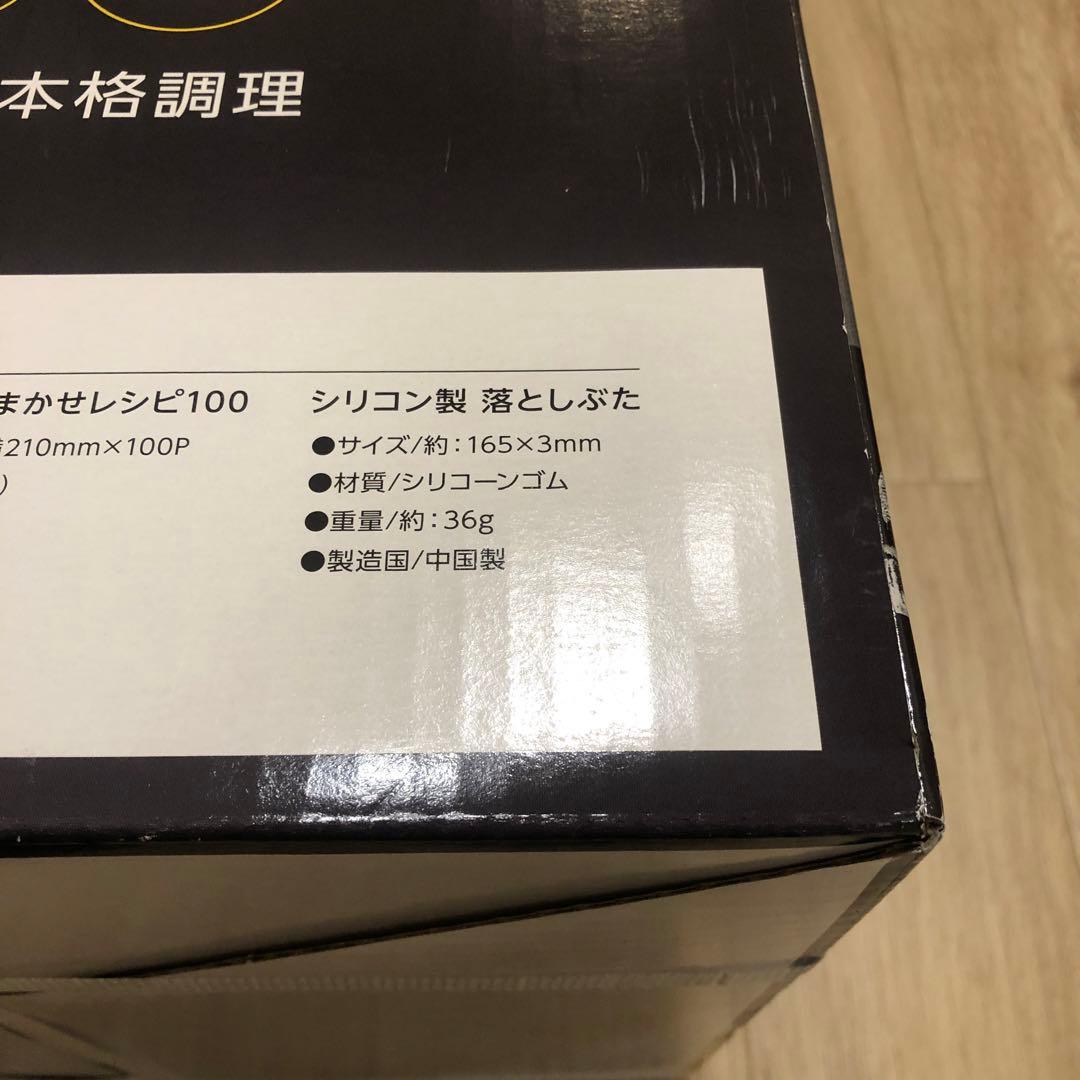 本格調理
まかせレシピ100
210mm×100P
)
シリコン製 落としぶた
●サイズ/約：165×3mm
●材質/シリコーンゴム
●重量/約：36g
●製造国/中国製